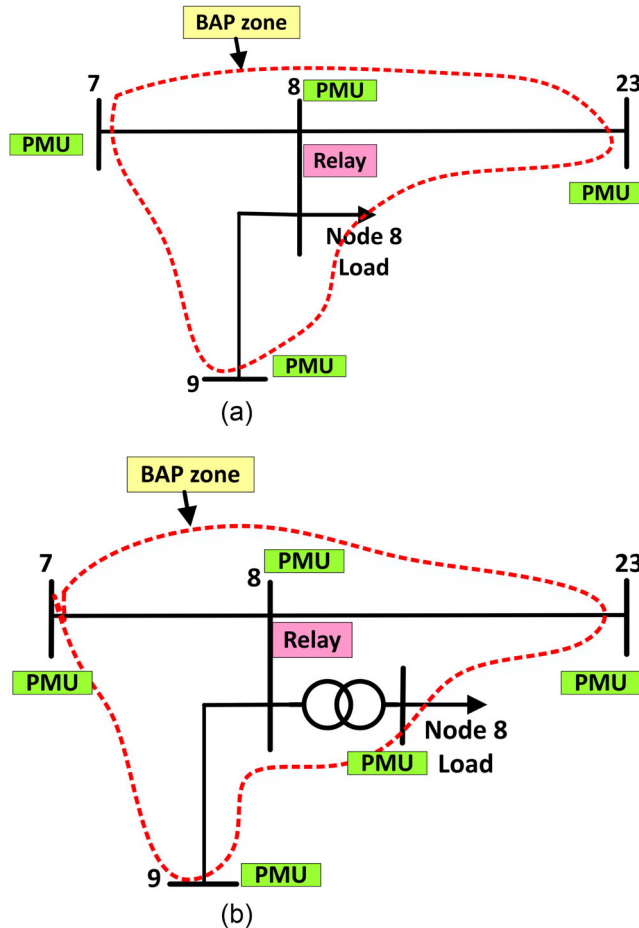 BAP zone
7
8
PMU
23
PMU
Relay
PMU
Node 8
Load
PMU
9
(a)
BAP zone
7
8
PMU
23
Relay
PMU
PMU
Node 8
Load
PMU
9
PMU
(b)